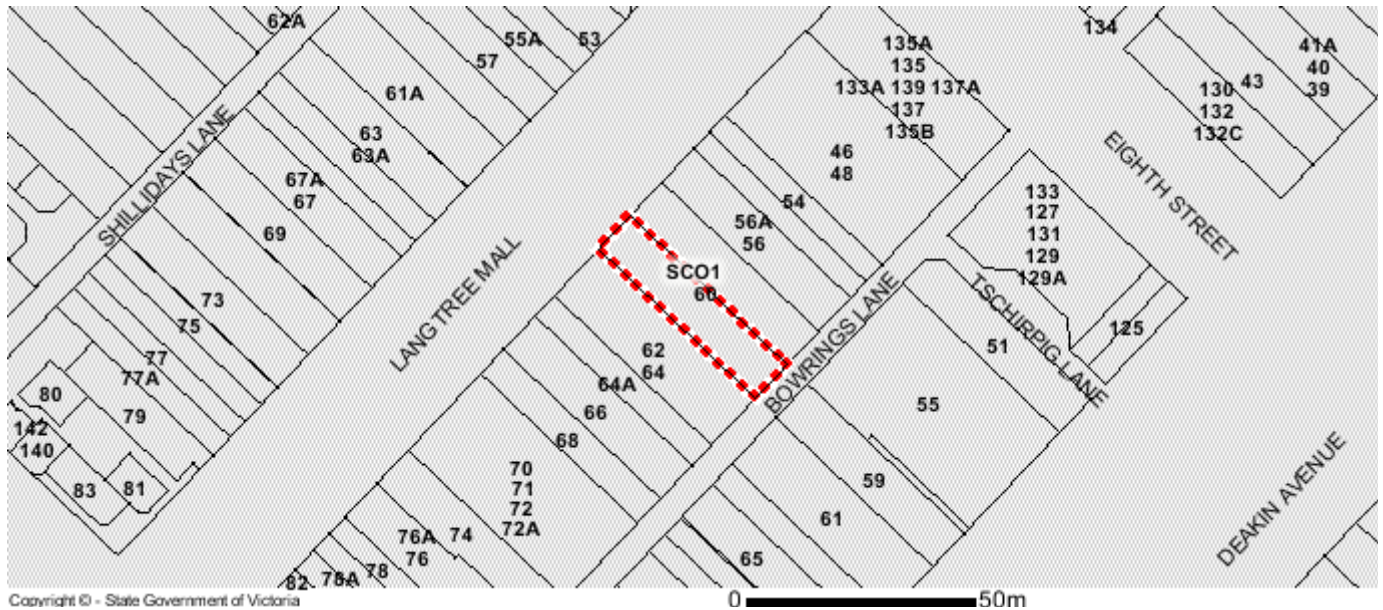 62A
55A
53
57
134
135A
135
133A 139 137A
137
135B
41A
40
39
43
130
132
132C
61A
63
63A
SHILLIDAYS LANE
67A
67
69
46
48
54
56A
56
EIGHTH STREET
133
127
131
129
129A
LANGTREE MALL
SCO1
60
BOWRINGS LANE
TSCHIRPIG LANE
125
73
75
77
77A
79
80
142
140
83
81
62
64
64A
66
68
51
55
59
61
65
70
71
72
72A
74
76A
76
78
78A
82
DEAKIN AVENUE
Copyright © - State Government of Victoria
0 50m